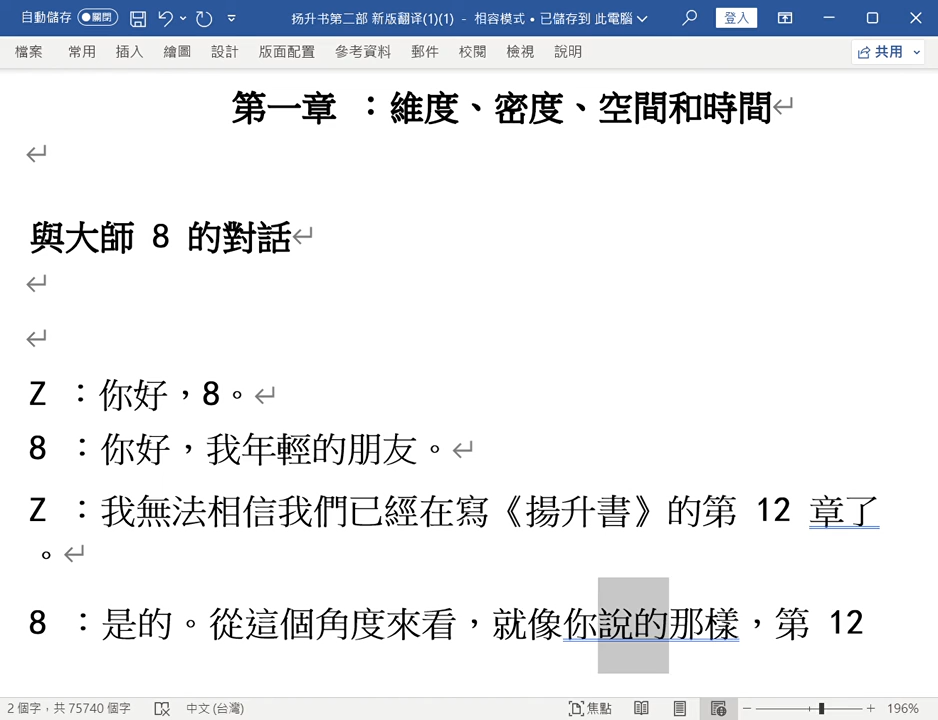 自動儲存 關閉 扬升书第二部 新版翻译(1)(1) - 相容模式 • 已儲存到 此電腦 登入
檔案 常用 插入 繪圖 設計 版面配置 參考資料 郵件 校閱 檢視 說明 共用
第一章 ：維度、密度、空間和時間
與大師 8 的對話
Z ：你好，8。
8 ：你好，我年輕的朋友。
Z ：我無法相信我們已經在寫《揚升書》的第 12 章了
。
8 ：是的。從這個角度來看，就像你說的那樣，第 12
2 個字，共 75740 個字 中文 (台灣) 焦點 196%